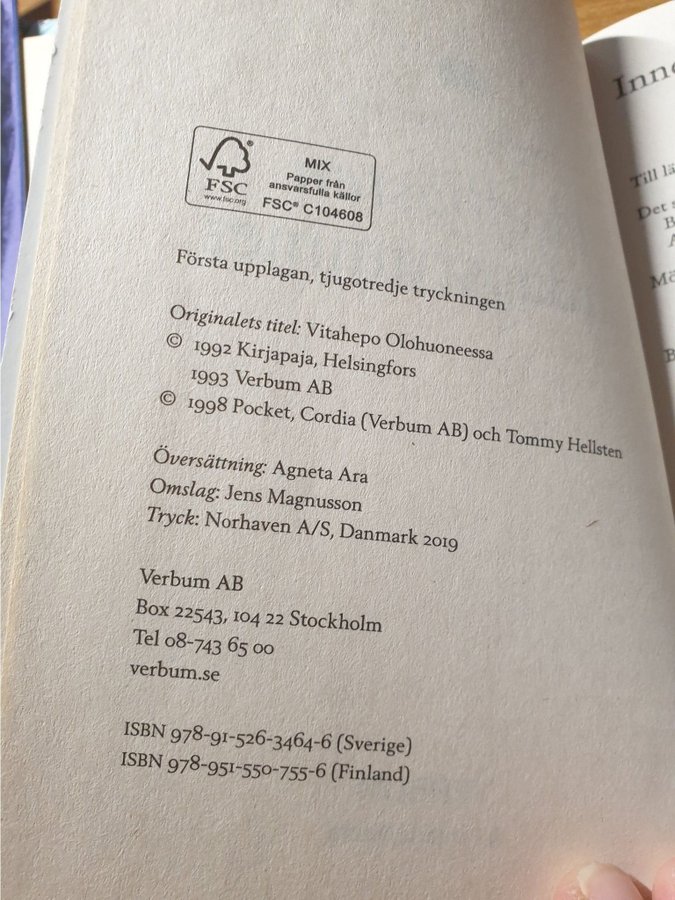 FSC
www.fsc.org
MIX
Papper från
ansvarsfulla källor
FSC® C104608
Första upplagan, tjugotredje tryckningen
Originalets titel: Vitahepo Olohuoneessa
© 1992 Kirjapaja, Helsingfors
1993 Verbum AB
© 1998 Pocket, Cordia (Verbum AB) och Tommy Hellsten
Översättning: Agneta Ara
Omslag: Jens Magnusson
Tryck: Norhaven A/S, Danmark 2019
Verbum AB
Box 22543, 104 22 Stockholm
Tel 08-743 65 00
verbum.se
ISBN 978-91-526-3464-6 (Sverige)
ISBN 978-951-550-755-6 (Finland)
Till
Det